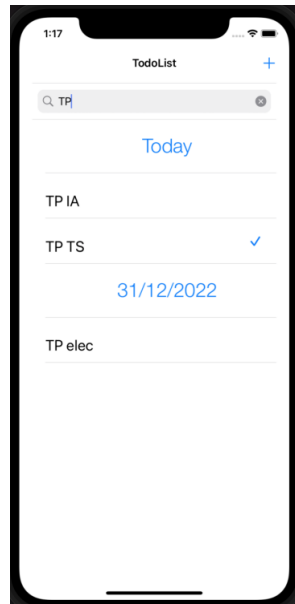 1:17
TodoList +
TP
Today
TP IA
TP TS
31/12/2022
TP elec